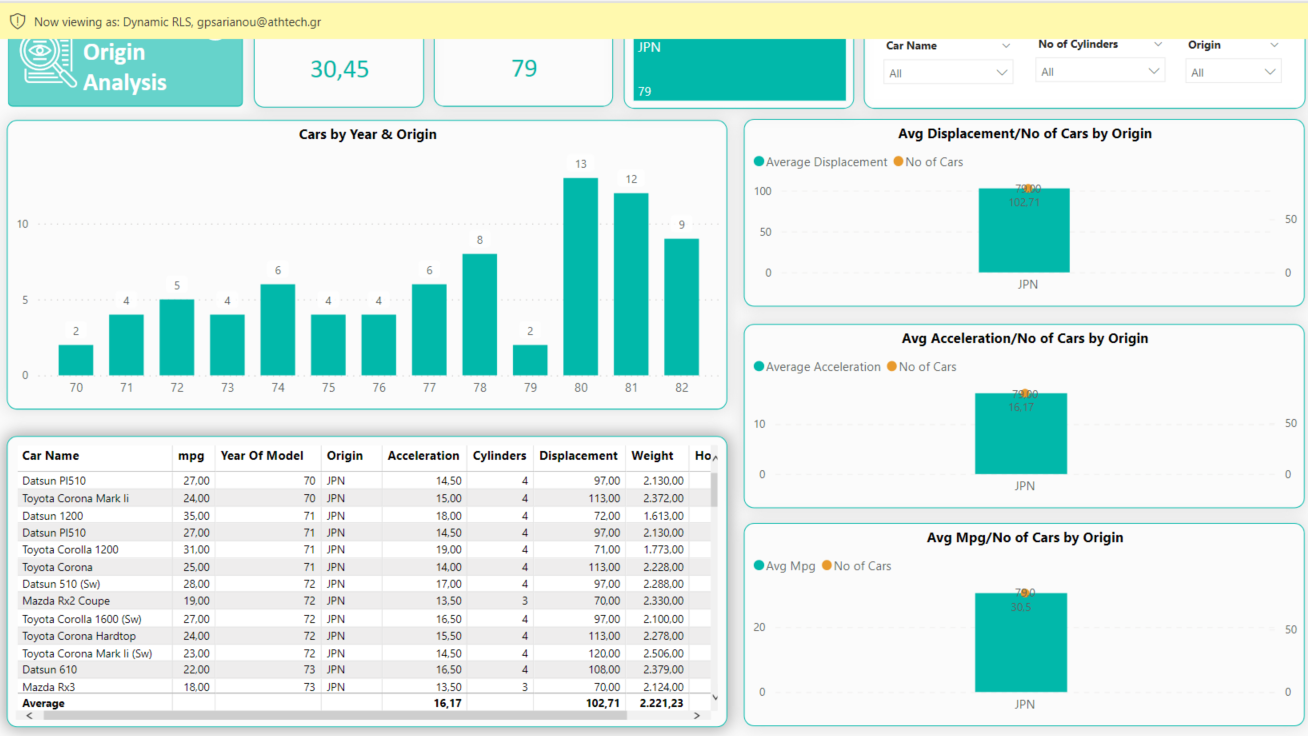 Now viewing as: Dynamic RLS, gpsarianou@athtech.gr
Origin
Analysis
30,45
79
JPN
79
Car Name
No of Cylinders
Origin
All
All
All
Cars by Year & Origin
13
12
9
8
6
6
5
4
4
4
4
2
2
10
5
0
70 71 72 73 74 75 76 77 78 79 80 81 82
Avg Displacement/No of Cars by Origin
Average Displacement No of Cars
79,00
102,71
100
50
0
50
0
JPN
Avg Acceleration/No of Cars by Origin
Average Acceleration No of Cars
79,00
16,17
10
0
50
0
JPN
Avg Mpg/No of Cars by Origin
Avg Mpg No of Cars
30,5
20
0
50
0
JPN
Car Name mpg Year Of Model Origin Acceleration Cylinders Displacement Weight Ho
Datsun Pl510 27,00 70 JPN 14,50 4 97,00 2.130,00
Toyota Corona Mark Ii 24,00 70 JPN 15,00 4 113,00 2.372,00
Datsun 1200 35,00 71 JPN 18,00 4 72,00 1.613,00
Datsun Pl510 27,00 71 JPN 14,50 4 97,00 2.130,00
Toyota Corolla 1200 31,00 71 JPN 19,00 4 71,00 1.773,00
Toyota Corona 25,00 71 JPN 14,00 4 113,00 2.228,00
Datsun 510 (Sw) 28,00 72 JPN 17,00 4 97,00 2.288,00
Mazda Rx2 Coupe 19,00 72 JPN 13,50 3 70,00 2.330,00
Toyota Corolla 1600 (Sw) 27,00 72 JPN 16,50 4 97,00 2.100,00
Toyota Corona Hardtop 24,00 72 JPN 15,50 4 113,00 2.278,00
Toyota Corona Mark Ii (Sw) 23,00 72 JPN 14,50 4 120,00 2.506,00
Datsun 610 22,00 73 JPN 16,50 4 108,00 2.379,00
Mazda Rx3 18,00 73 JPN 13,50 3 70,00 2.124,00
Average 16,17 102,71 2.221,23